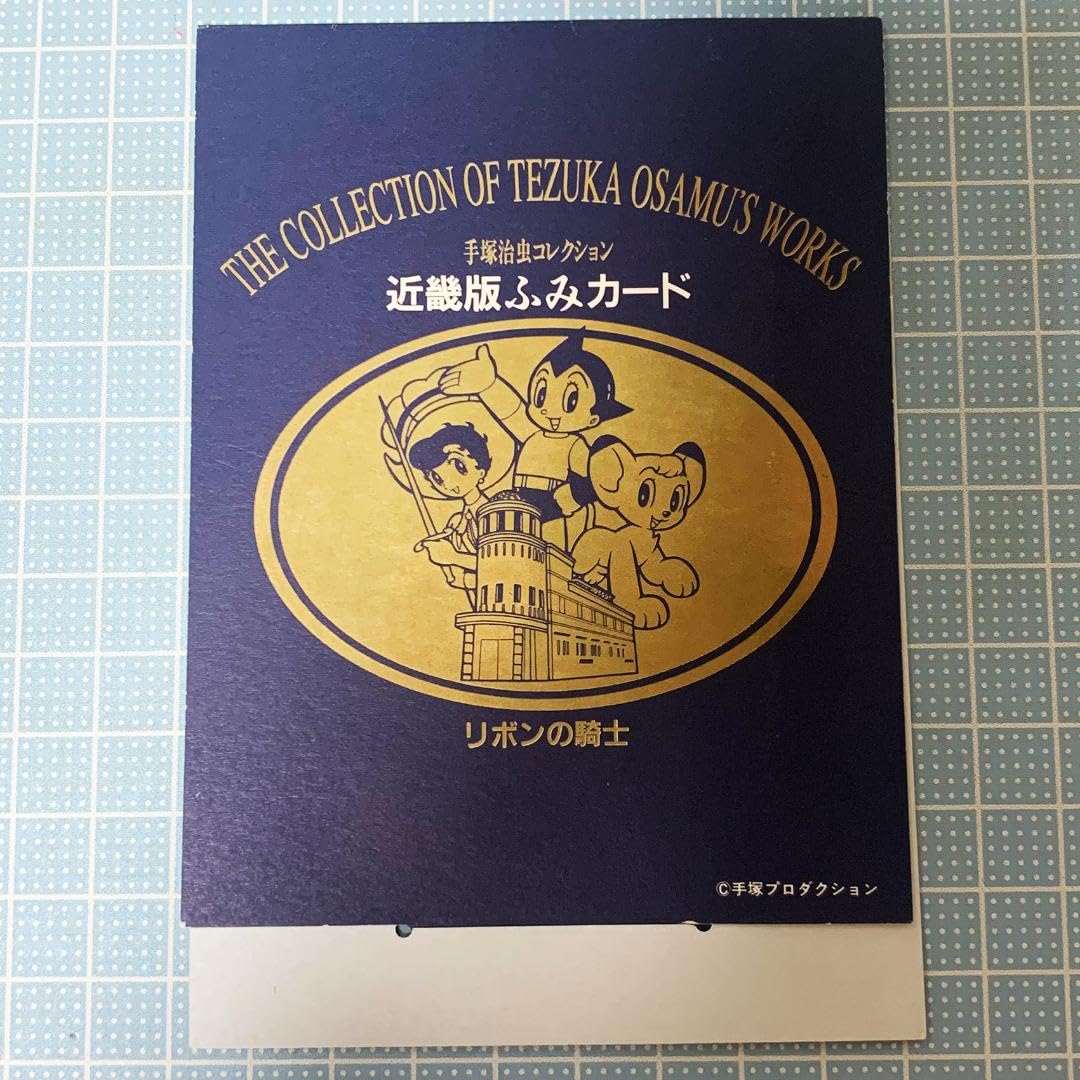 THE COLLECTION OF TEZUKA OSAMU'S WORKS
手塚治虫コレクション
近畿版ふみカード
リボンの騎士
©手塚プロダクション